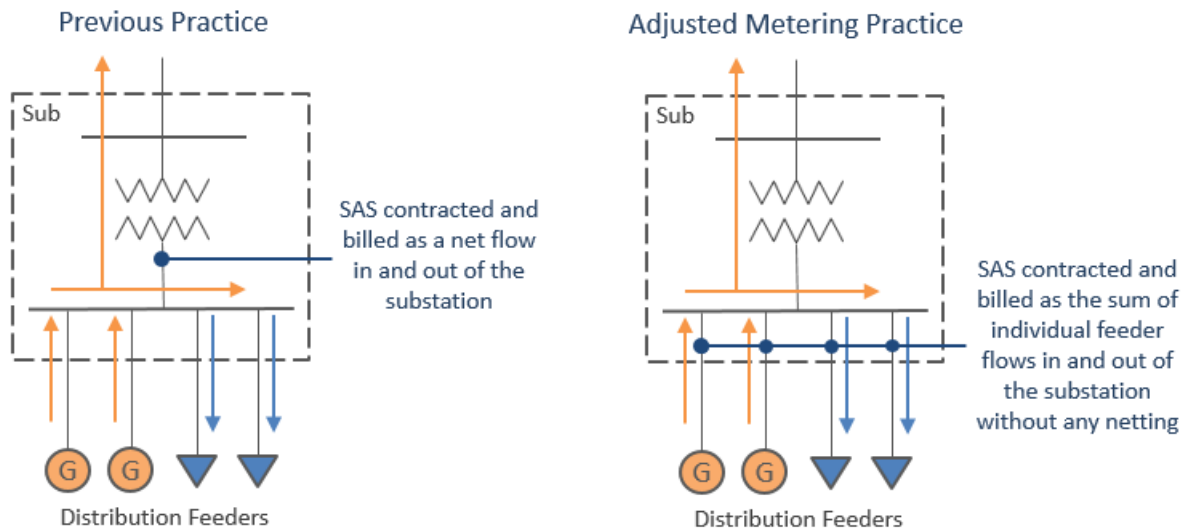 Previous Practice
Sub
SAS contracted and
billed as a net flow
in and out of the
substation
G
G
Distribution Feeders
Adjusted Metering Practice
Sub
SAS contracted and
billed as the sum of
individual feeder
flows in and out of
the substation
without any netting
G
G
Distribution Feeders